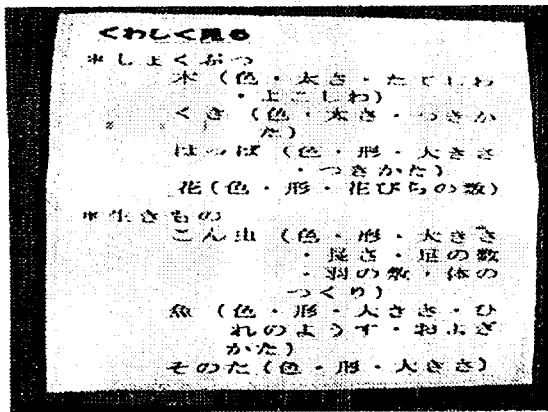 くわしく見る
*しょくぶつ
木（色・太さ・たてじわ
・よこじわ）
くき（色・太さ・つきか
た）
はっぱ（色・形・大きさ
・つきかた）
花（色・形・花びらの数）
*生きもの
こん虫（色・形・大きさ
・長さ・足の数
・羽の数・体の
つくり）
魚（色・形・大きさ・ひ
れのようす・およぎ
かた）
そのた（色・形・大きさ）